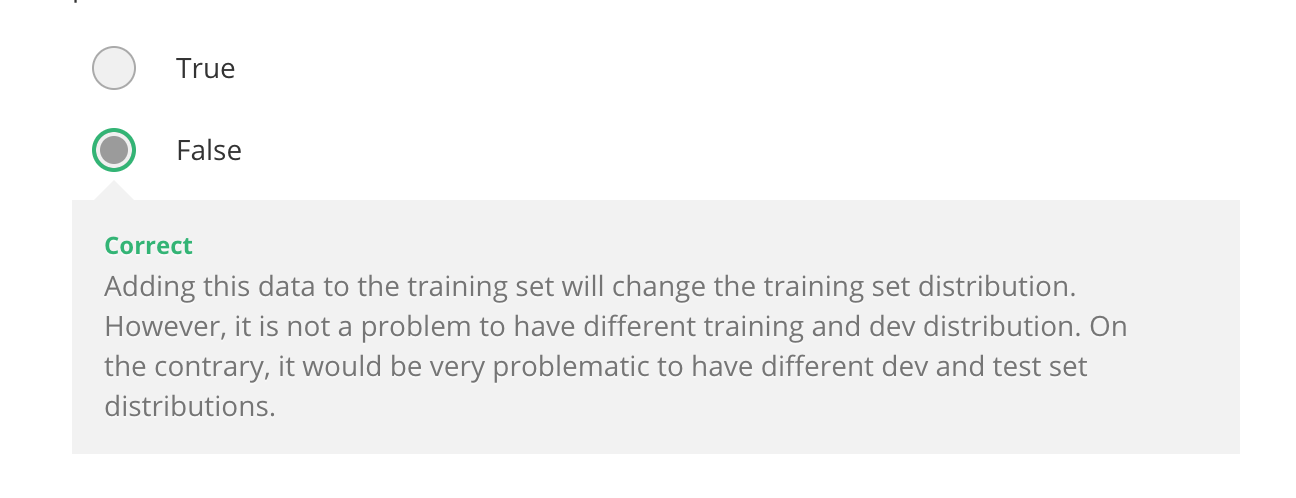 True
False
Correct
Adding this data to the training set will change the training set distribution.
However, it is not a problem to have different training and dev distribution. On
the contrary, it would be very problematic to have different dev and test set
distributions.